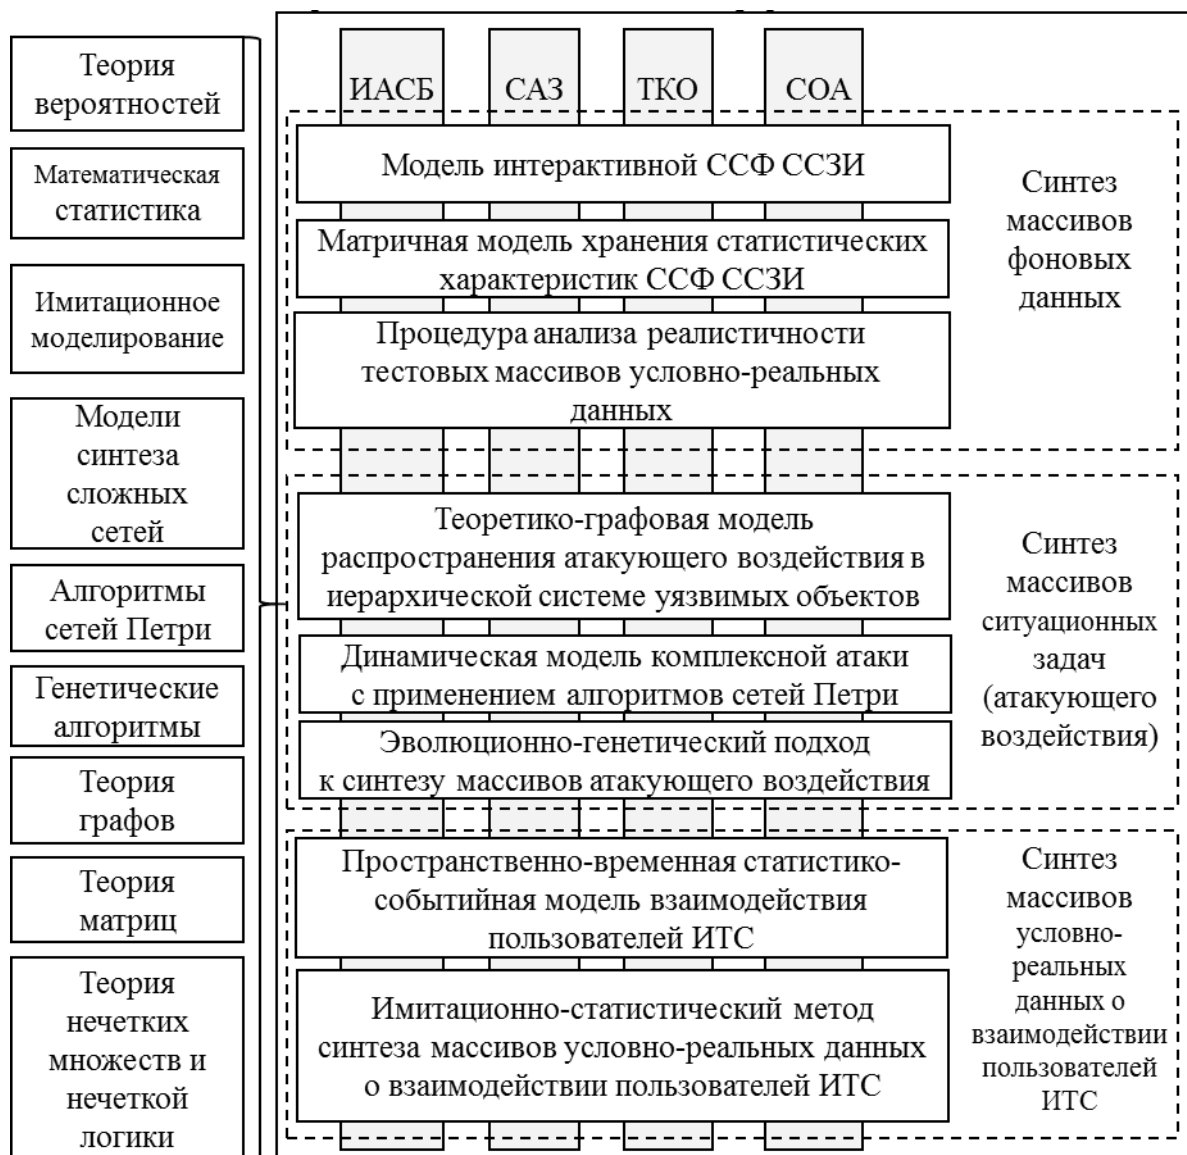 Теория
вероятностей
Математическая
статистика
Имитационное
моделирование
Модели
синтеза
сложных
сетей
Алгоритмы
сетей Петри
Генетические
алгоритмы
Теория
графов
Теория
матриц
Теория
нечетких
множеств и
нечеткой
логики
ИАСБ
САЗ
ТКО
СОА
Модель интерактивной ССФ ССЗИ
Матричная модель хранения статистических
характеристик ССФ ССЗИ
Процедура анализа реалистичности
тестовых массивов условно-реальных
данных
Синтез
массивов
фоновых
данных
Теоретико-графовая модель
распространения атакующего воздействия в
иерархической системе уязвимых объектов
Динамическая модель комплексной атаки
с применением алгоритмов сетей Петри
Эволюционно-генетический подход
к синтезу массивов атакующего воздействия
Синтез
массивов
ситуационных
задач
(атакующего
воздействия)
Пространственно-временная статистико-
событийная модель взаимодействия
пользователей ИТС
Имитационно-статистический метод
синтеза массивов условно-реальных данных
о взаимодействии пользователей ИТС
Синтез
массивов
условно-
реальных
данных о
взаимодействии
пользователей
ИТС